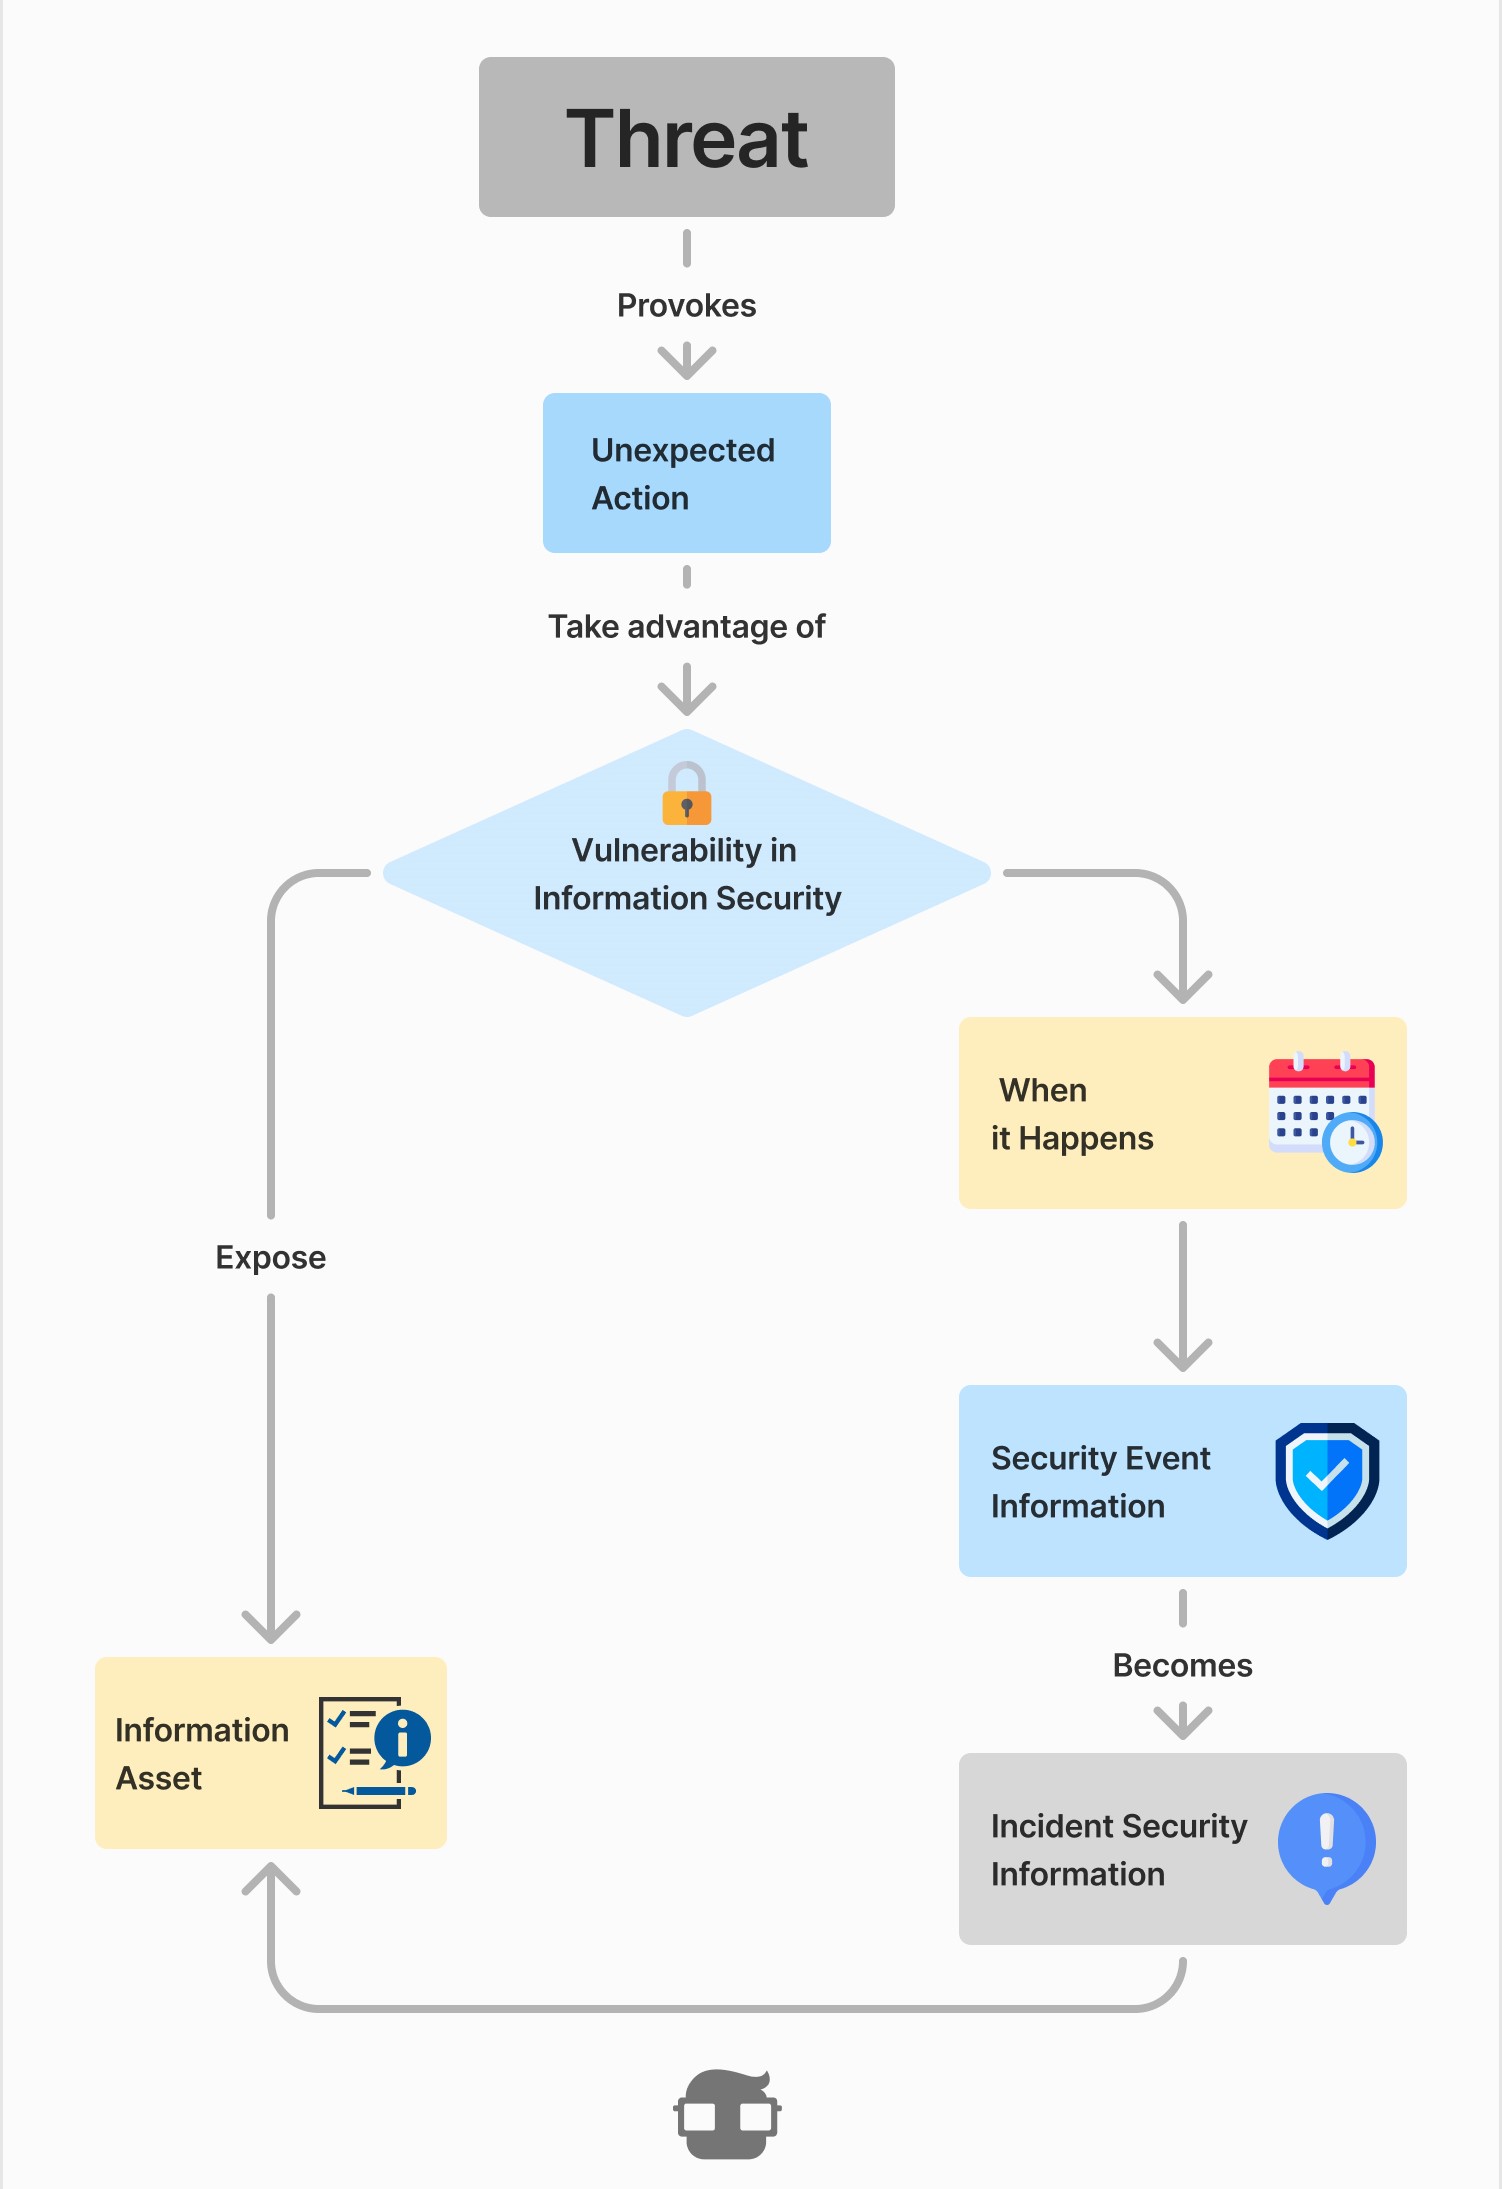 Threat
Provokes
Unexpected
Action
Take advantage of
Vulnerability in
Information Security
When
it Happens
Expose
Security Event
Information
Becomes
Information
Asset
Incident Security
Information